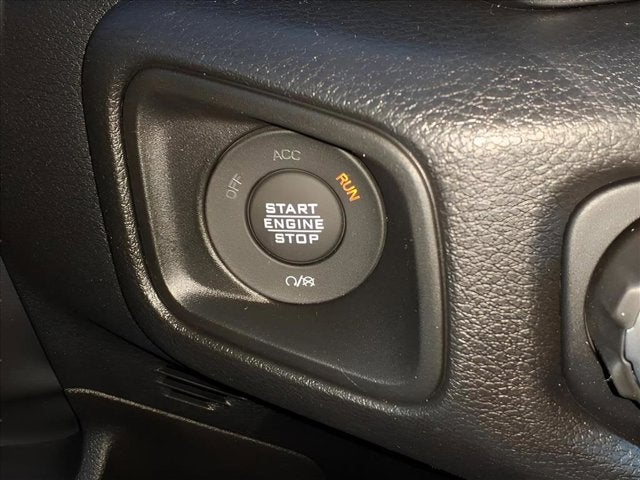 ACC
OFF
RUN
START
ENGINE
STOP